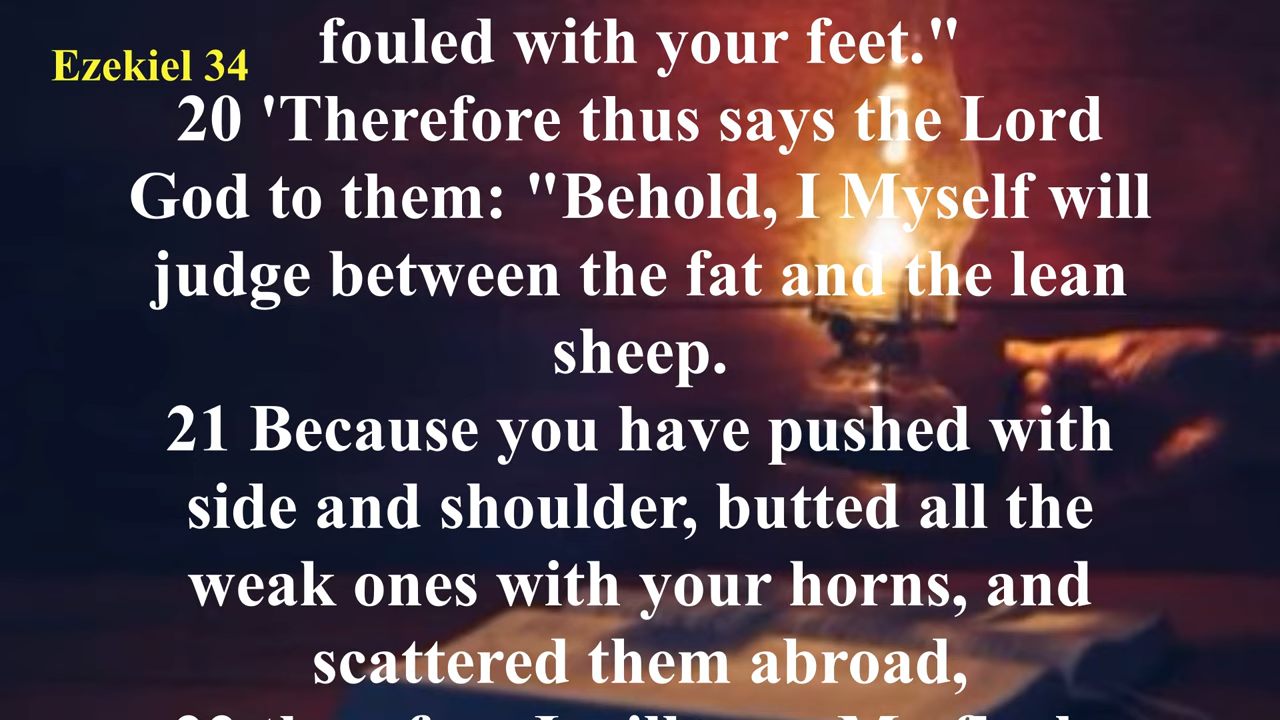 fouled with your feet."
Ezekiel 34
20 'Therefore thus says the Lord
God to them: "Behold, I Myself will
judge between the fat and the lean
sheep.
21 Because you have pushed with
side and shoulder, butted all the
weak ones with your horns, and
scattered them abroad,